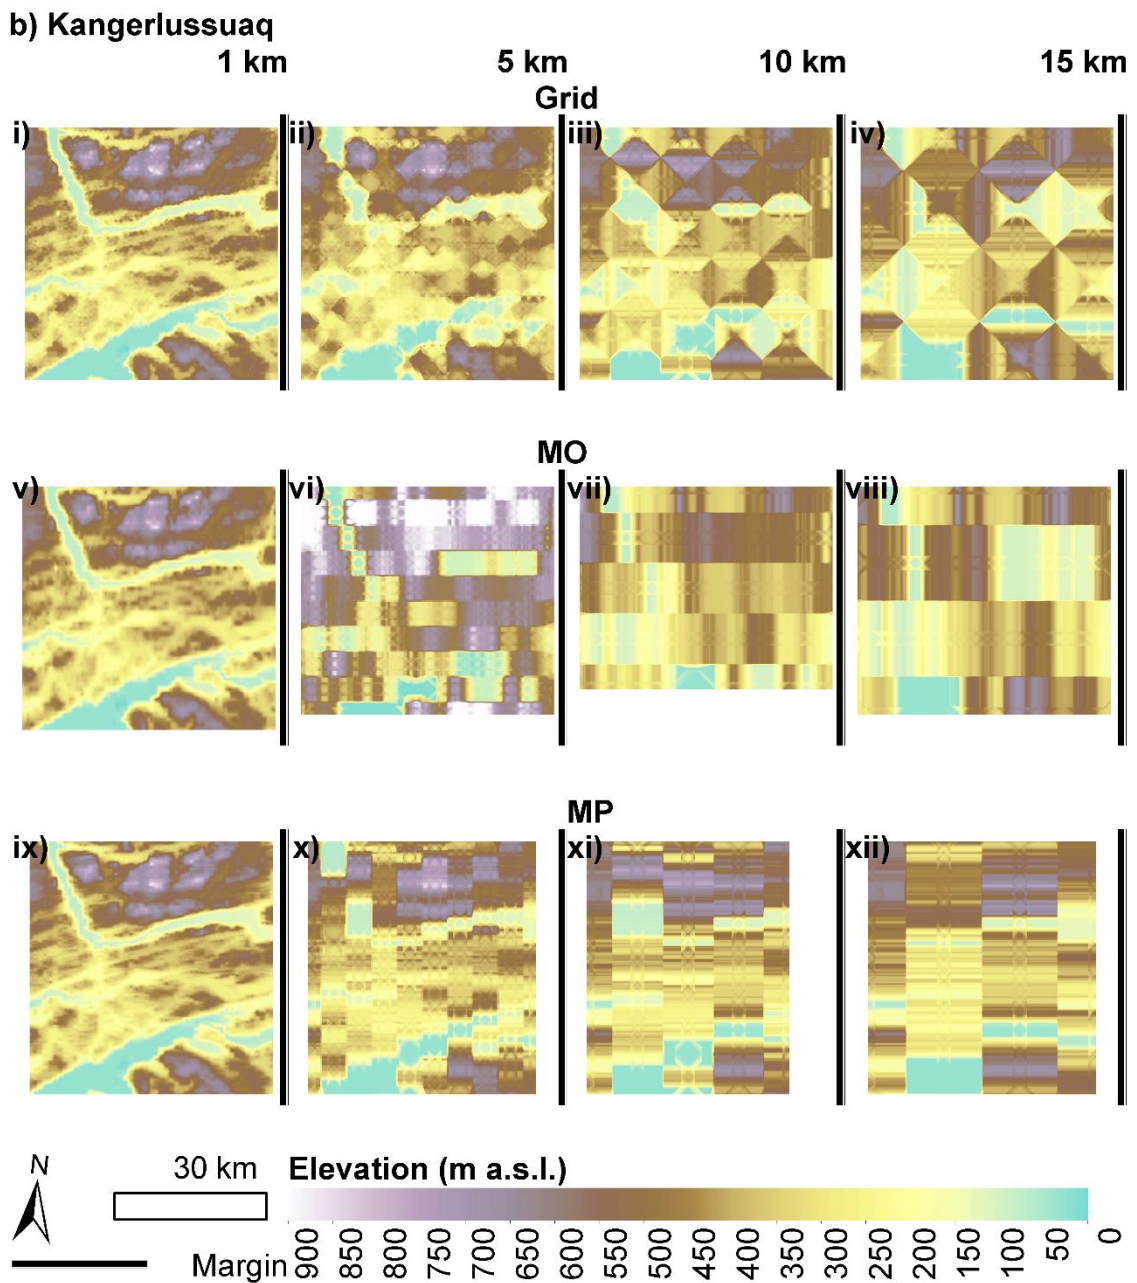 b) Kangerlussuaq
1 km 5 km 10 km 15 km
Grid
i) ii) iii) iv)
MO
v) vi) vii) viii)
MP
ix) x) xi) xii)
N 30 km Elevation (m a.s.l.)
Margin 900 850 800 750 700 650 600 550 500 450 400 350 300 250 200 150 100 50 0